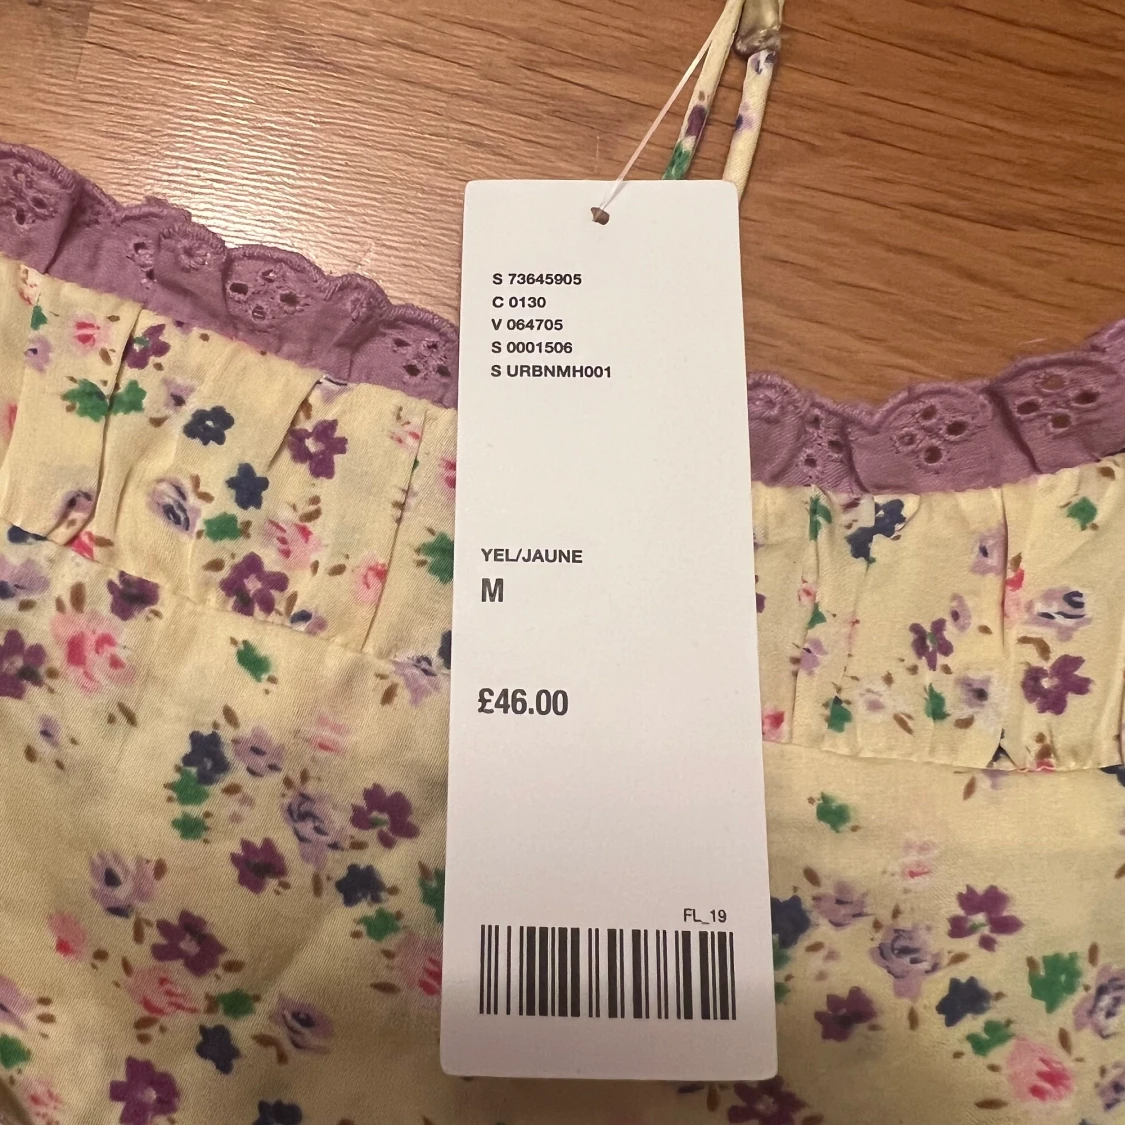 S 73645905
C 0130
V 064705
S 0001506
S URBNMH001
YEL/JAUNE
M
£46.00
FL_19